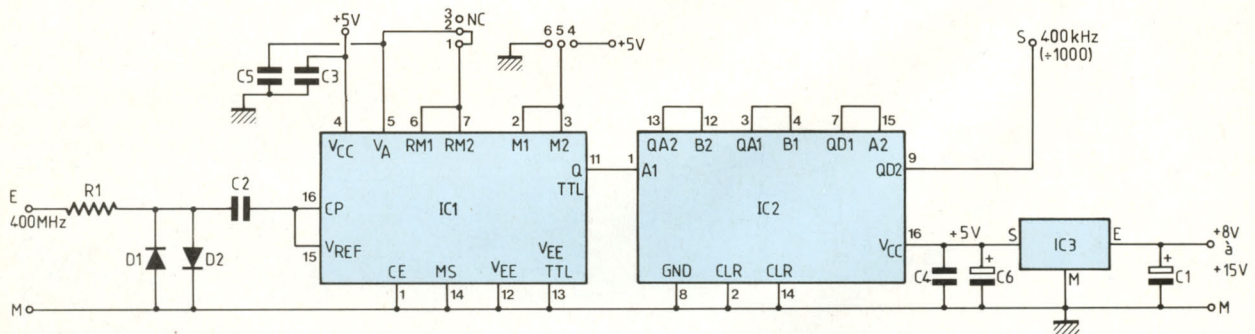 +5V
3
2
NC
1
6 5 4
+5V
S
400kHz
(÷1000)
C5
C3
4
5
6
7
2
3
13
12
3
4
7
15
VCC
VA
RM1
RM2
M1
M2
QA2
B2
QA1
B1
QD1
A2
Q
TTL
11
1
A1
QD2
9
E
400MHz
R1
C2
16
CP
IC1
IC2
D1
D2
15
VREF
VCC
16
+5V
S
IC3
E
+8V
à
+15V
CE
MS
VEE
VEE
TTL
GND
CLR
CLR
C4
+
C6
M
+
C1
M
1
14
12
13
8
2
14
M